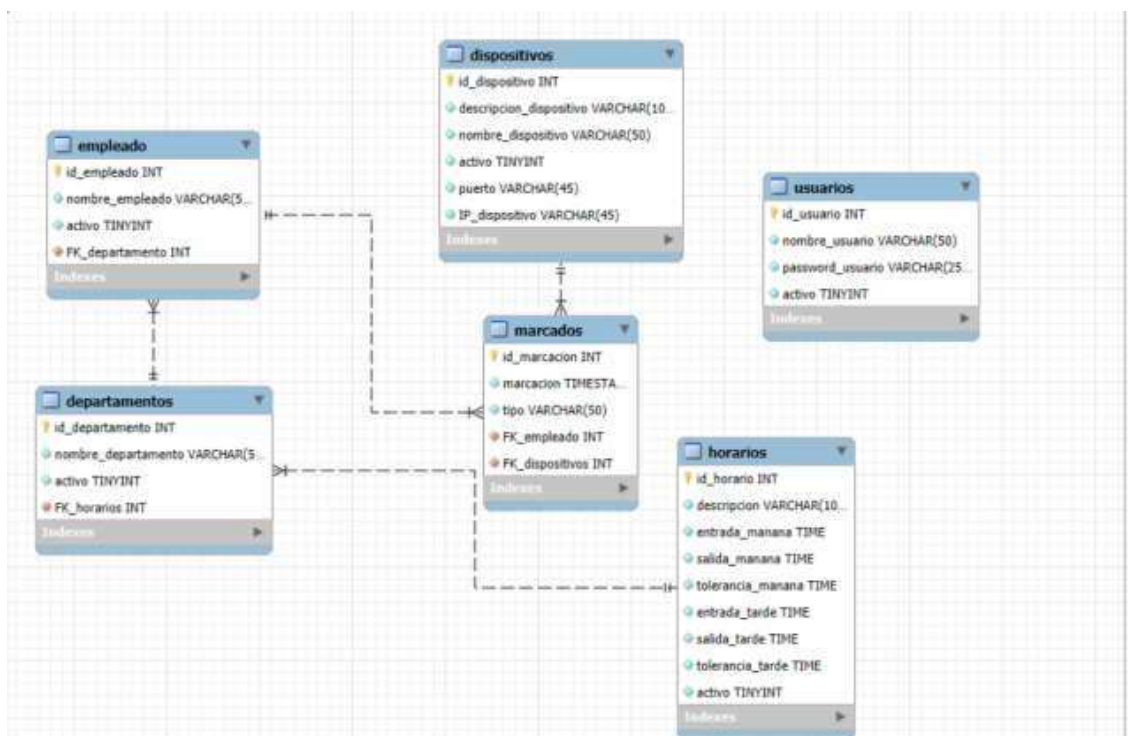 dispositivos
id_dispositivo INT
descripcion_dispositivo VARCHAR(10...
nombre_dispositivo VARCHAR(50)
activo TINYINT
puerto VARCHAR(45)
IP_dispositivo VARCHAR(45)
Indexes
empleado
id_empleado INT
nombre_empleado VARCHAR(5...
activo TINYINT
FK_departamento INT
Indexes
usuarios
id_usuario INT
nombre_usuario VARCHAR(50)
password_usuario VARCHAR(25...
activo TINYINT
Indexes
marcados
id_marcacion INT
marcacion TIMESTA...
tipo VARCHAR(50)
FK_empleado INT
FK_dispositivos INT
Indexes
departamentos
id_departamento INT
nombre_departamento VARCHAR(5...
activo TINYINT
FK_horarios INT
Indexes
horarios
id_horario INT
descripcion VARCHAR(10...
entrada_manana TIME
salida_manana TIME
tolerancia_manana TIME
entrada_tarde TIME
salida_tarde TIME
tolerancia_tarde TIME
activo TINYINT
Indexes